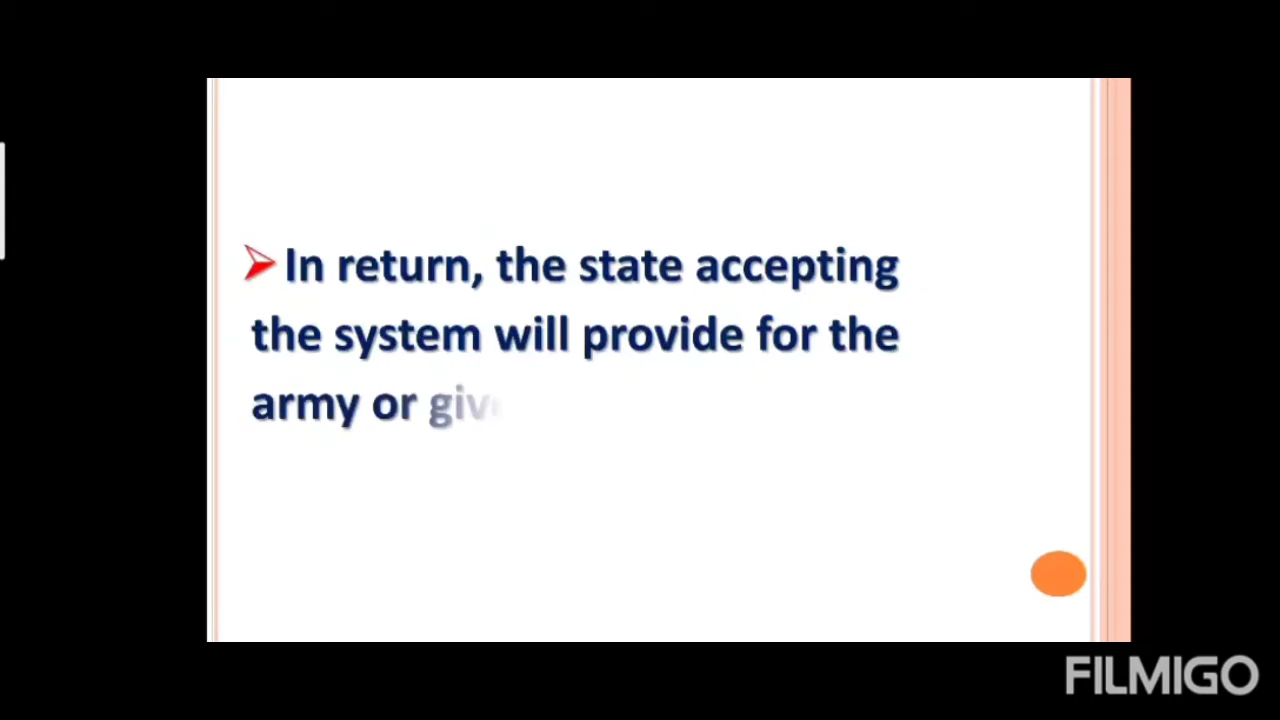 In return, the state accepting
the system will provide for the
army or
FILMIGO